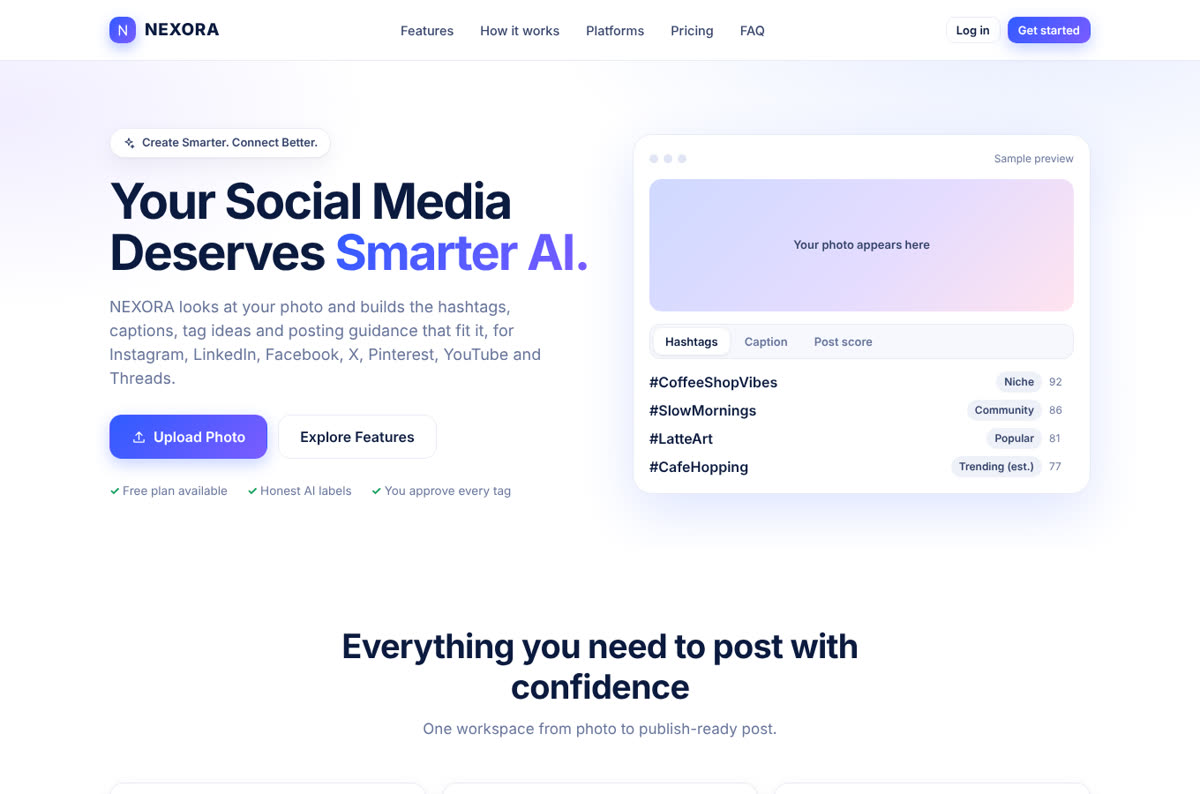 N NEXORA
Features How it works Platforms Pricing FAQ
Log in Get started
Create Smarter. Connect Better.
Your Social Media
Deserves Smarter AI.
NEXORA looks at your photo and builds the hashtags,
captions, tag ideas and posting guidance that fit it, for
Instagram, LinkedIn, Facebook, X, Pinterest, YouTube and
Threads.
Upload Photo Explore Features
✓ Free plan available ✓ Honest AI labels ✓ You approve every tag
Sample preview
Your photo appears here
Hashtags Caption Post score
#CoffeeShopVibes Niche 92
#SlowMornings Community 86
#LatteArt Popular 81
#CafeHopping Trending (est.) 77
Everything you need to post with
confidence
One workspace from photo to publish-ready post.